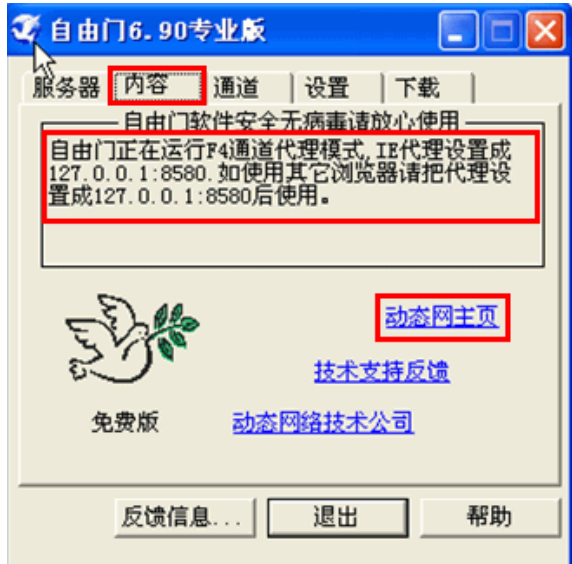 自由门6.90专业版
服务器 内容 通道 设置 下载
自由门软件安全无病毒请放心使用
自由门正在运行F4通道代理模式,IE代理设置成
127.0.0.1:8580.如使用其它浏览器请把代理设
置成127.0.0.1:8580后使用。
动态网主页
技术支持反馈
免费版 动态网络技术公司
反馈信息... 退出 帮助